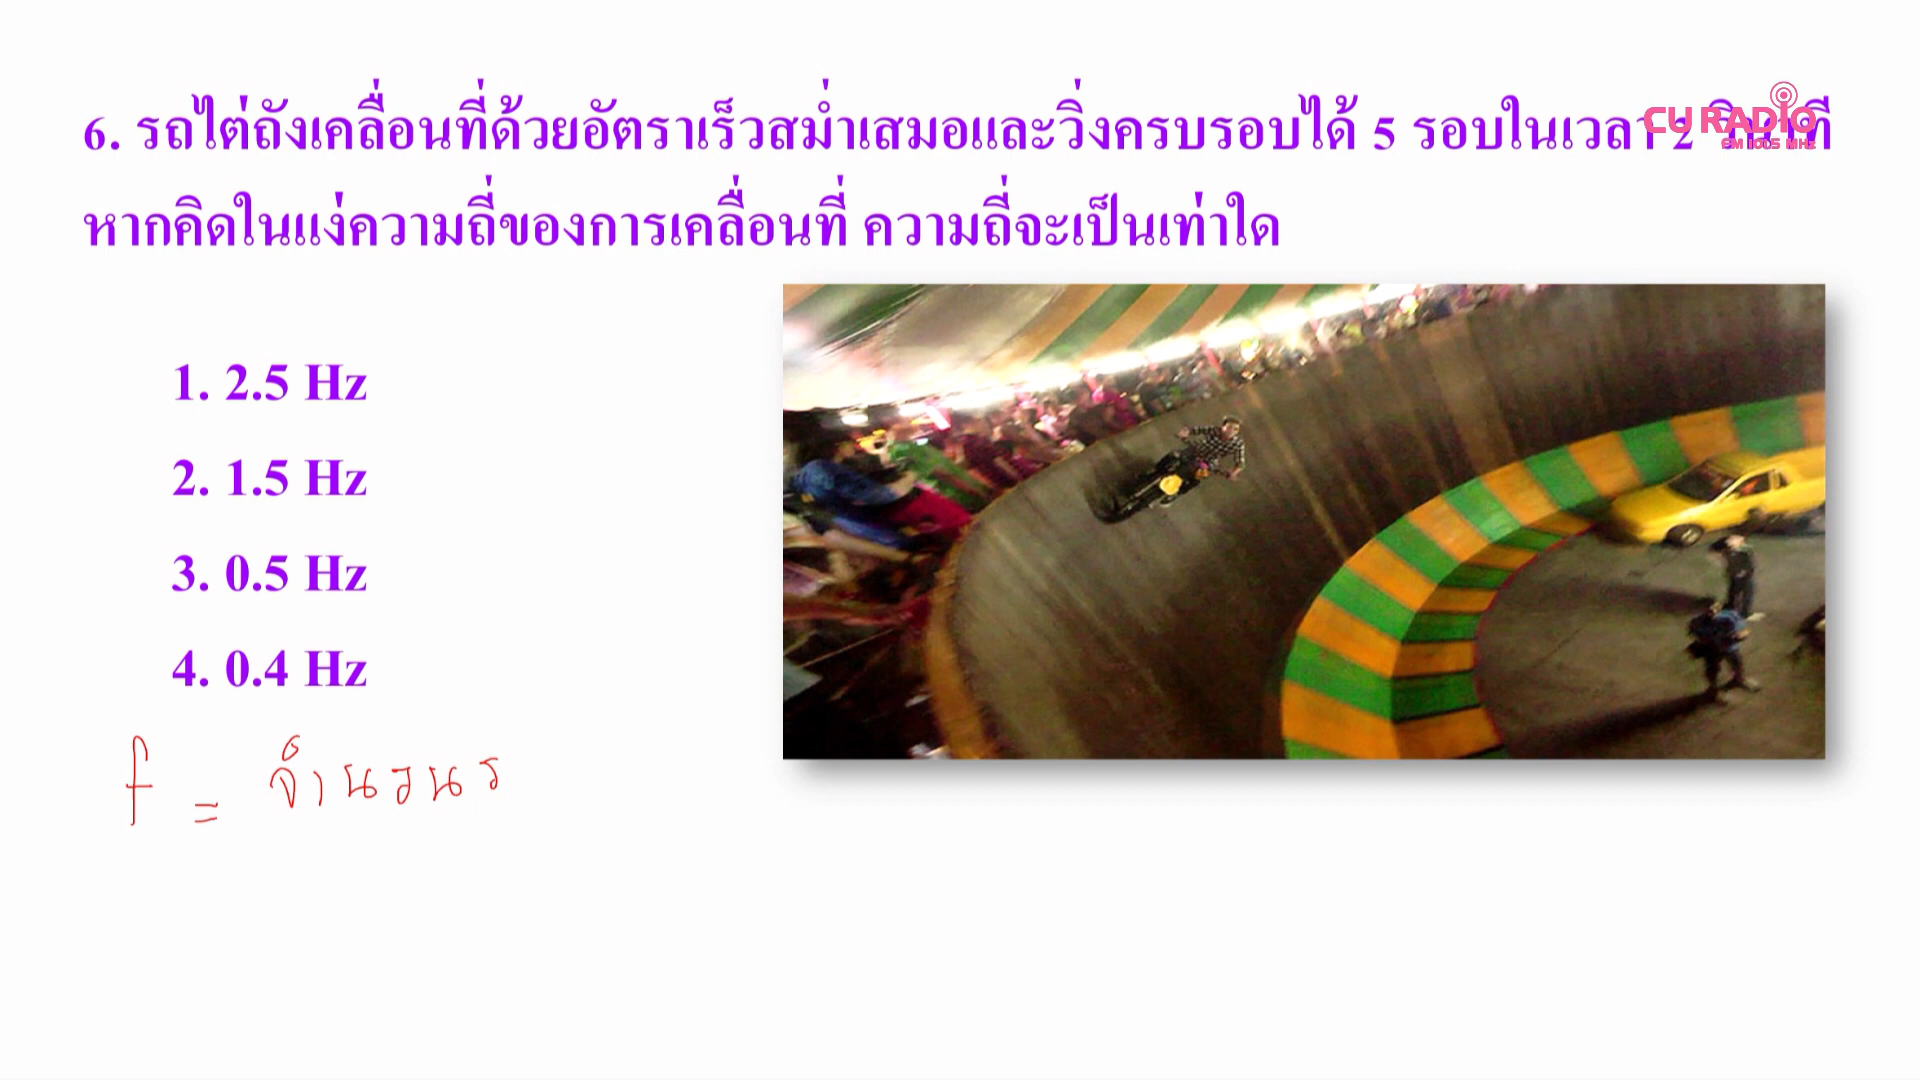 6. รถไต่ถังเคลื่อนที่ด้วยอัตราเร็วสม่ำเสมอและวิ่งครบรอบได้ 5 รอบในเวลา 2 วินาที
CU RADIO
FM 101.5 MHz
หากคิดในแง่ความถี่ของการเคลื่อนที่ ความถี่จะเป็นเท่าใด
1. 2.5 Hz
2. 1.5 Hz
3. 0.5 Hz
4. 0.4 Hz
f = จำนวนร